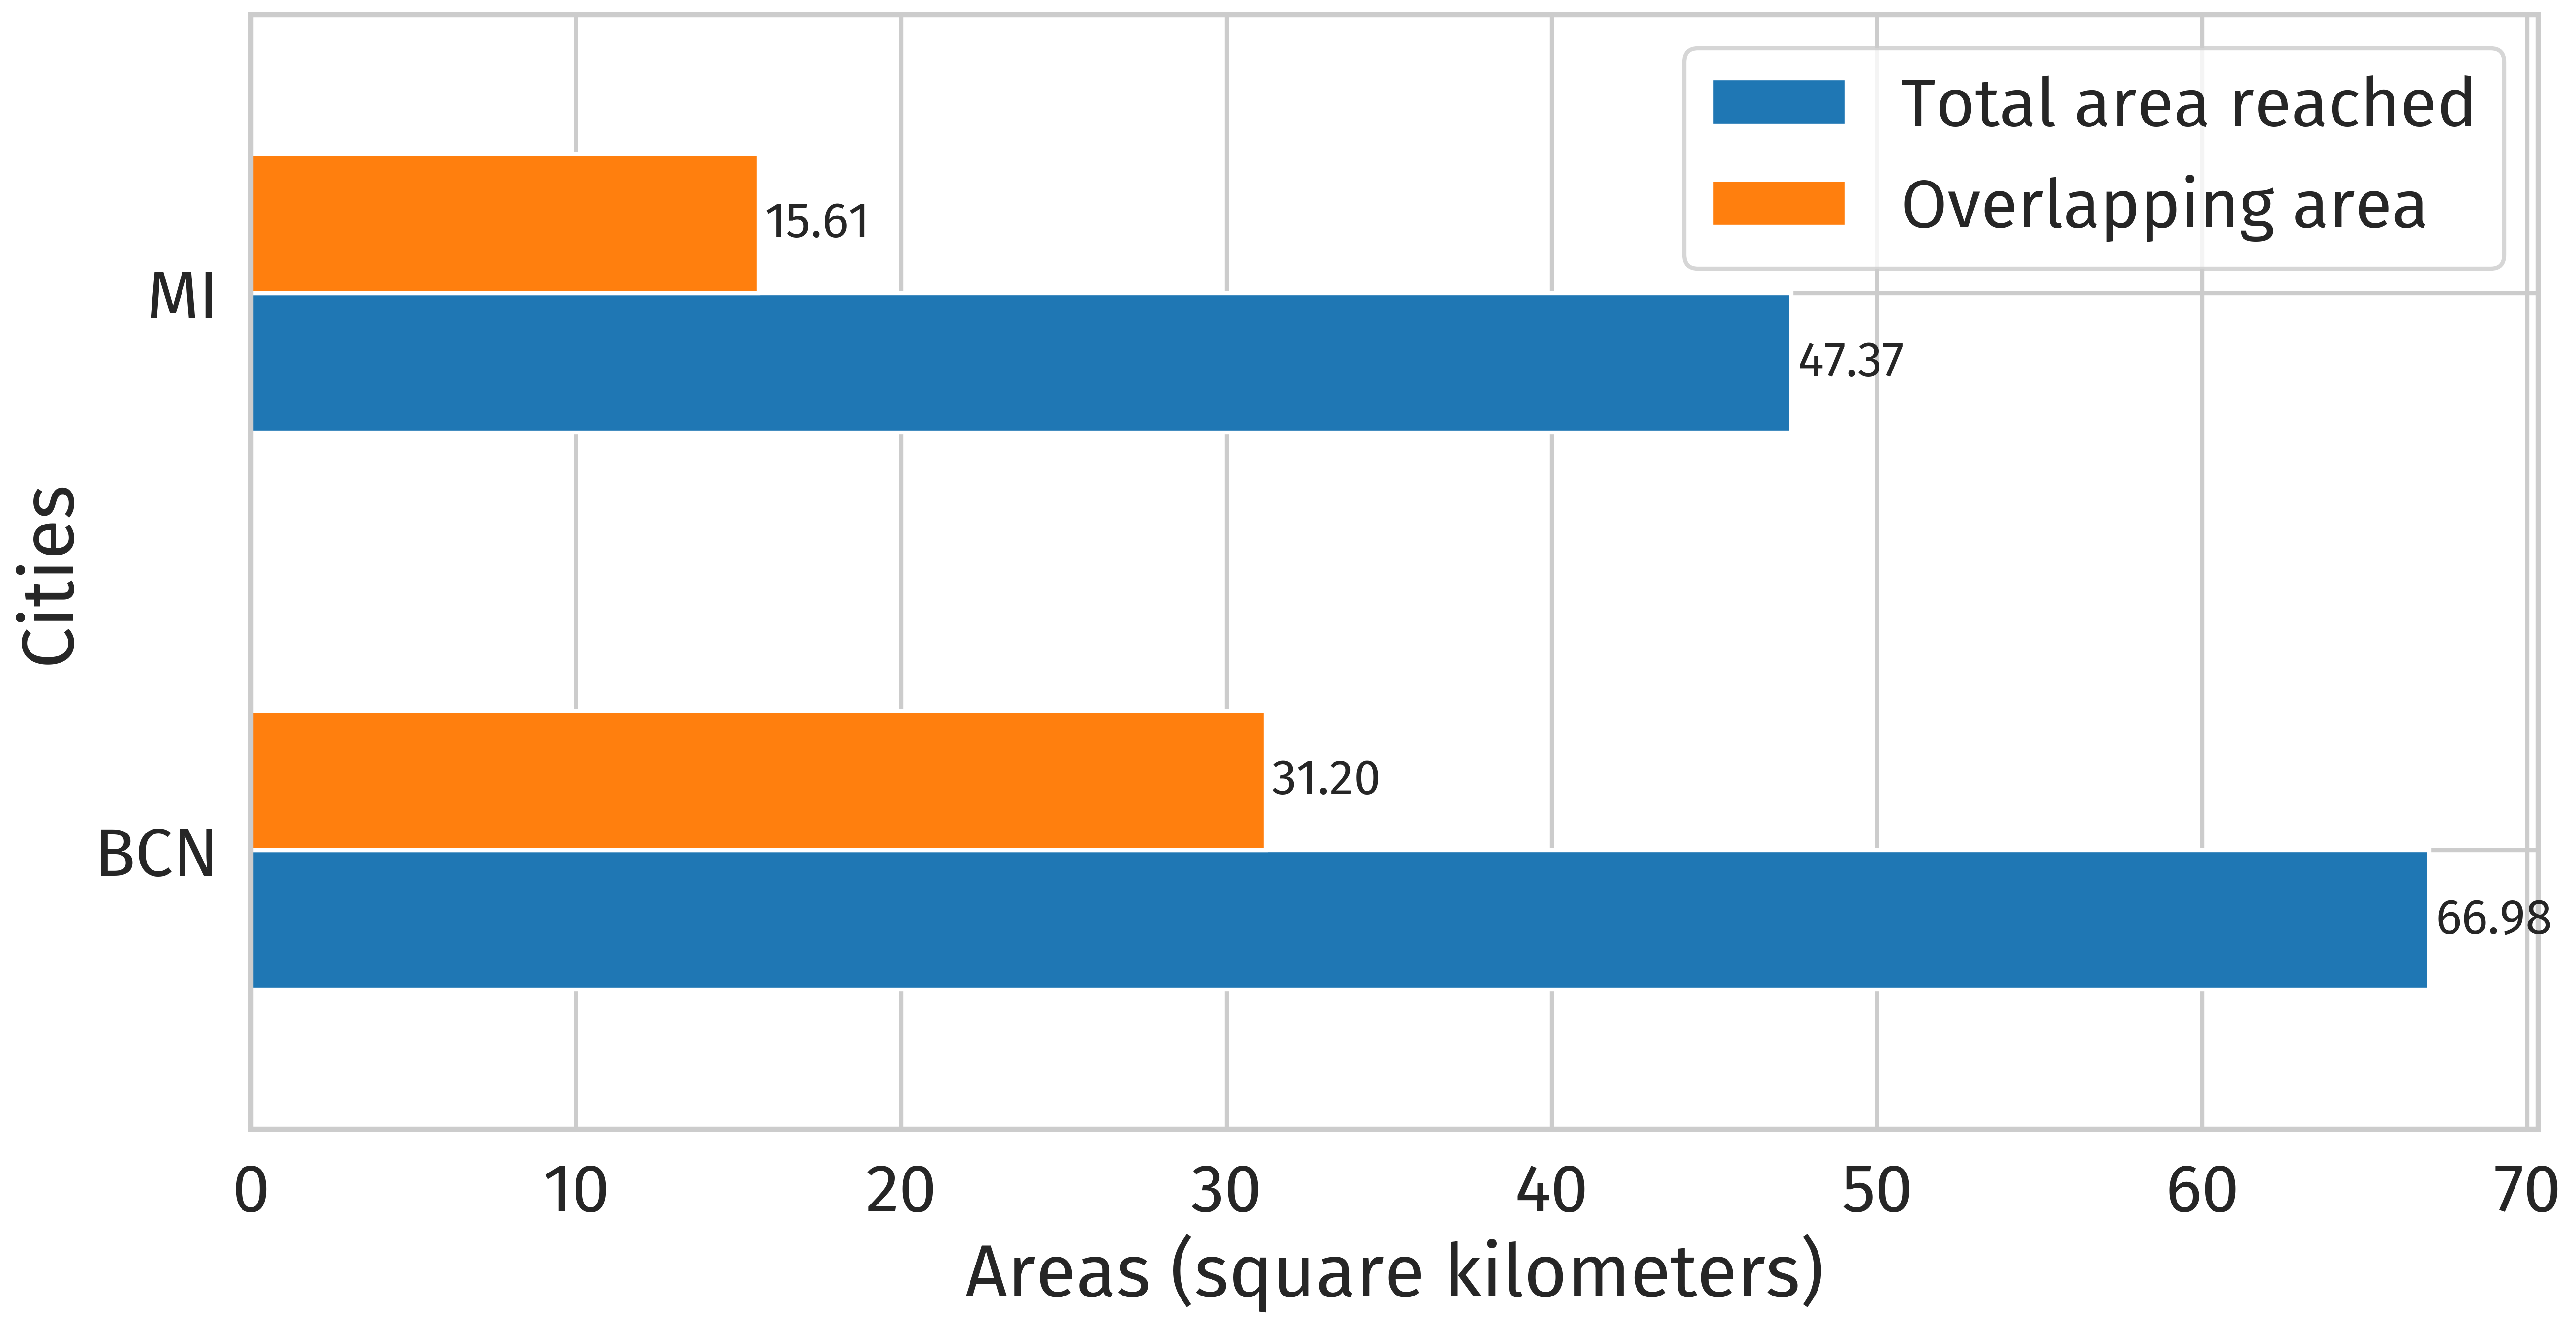 Total area reached
Overlapping area
15.61
MI
47.37
Cities
31.20
BCN
66.98
0 10 20 30 40 50 60 70
Areas (square kilometers)